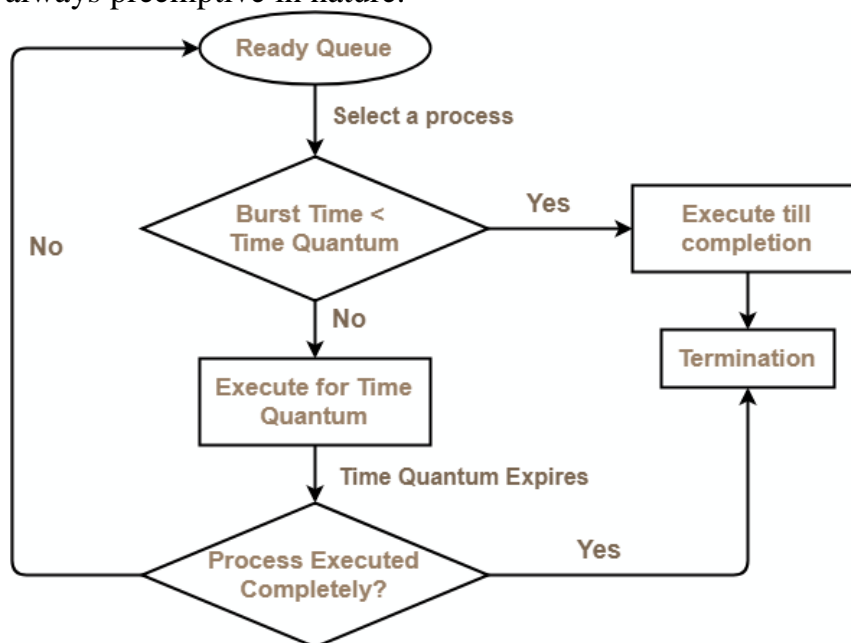 always preemptive in nature.
Ready Queue
Select a process
Burst Time <
Time Quantum
Yes
Execute till
completion
No
No
Execute for Time
Quantum
Termination
Time Quantum Expires
Process Executed
Completely?
Yes